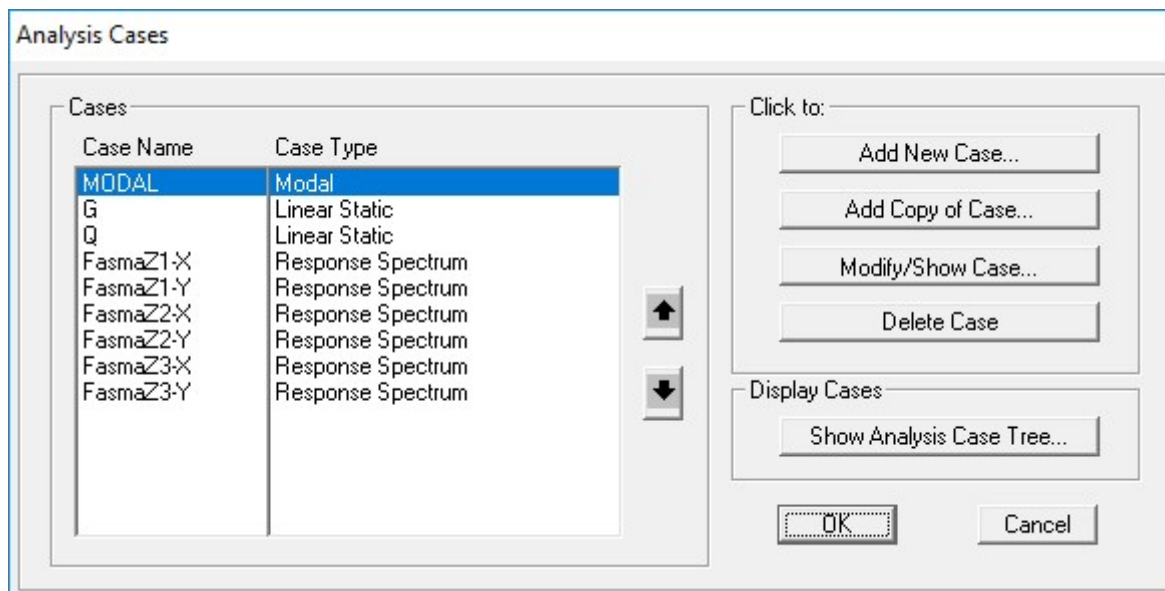 Analysis Cases
Cases
Case Name Case Type
MODAL Modal
G Linear Static
Q Linear Static
FasmaZ1-X Response Spectrum
FasmaZ1-Y Response Spectrum
FasmaZ2-X Response Spectrum
FasmaZ2-Y Response Spectrum
FasmaZ3-X Response Spectrum
FasmaZ3-Y Response Spectrum
Click to:
Add New Case...
Add Copy of Case...
Modify/Show Case...
Delete Case
Display Cases
Show Analysis Case Tree...
OK Cancel